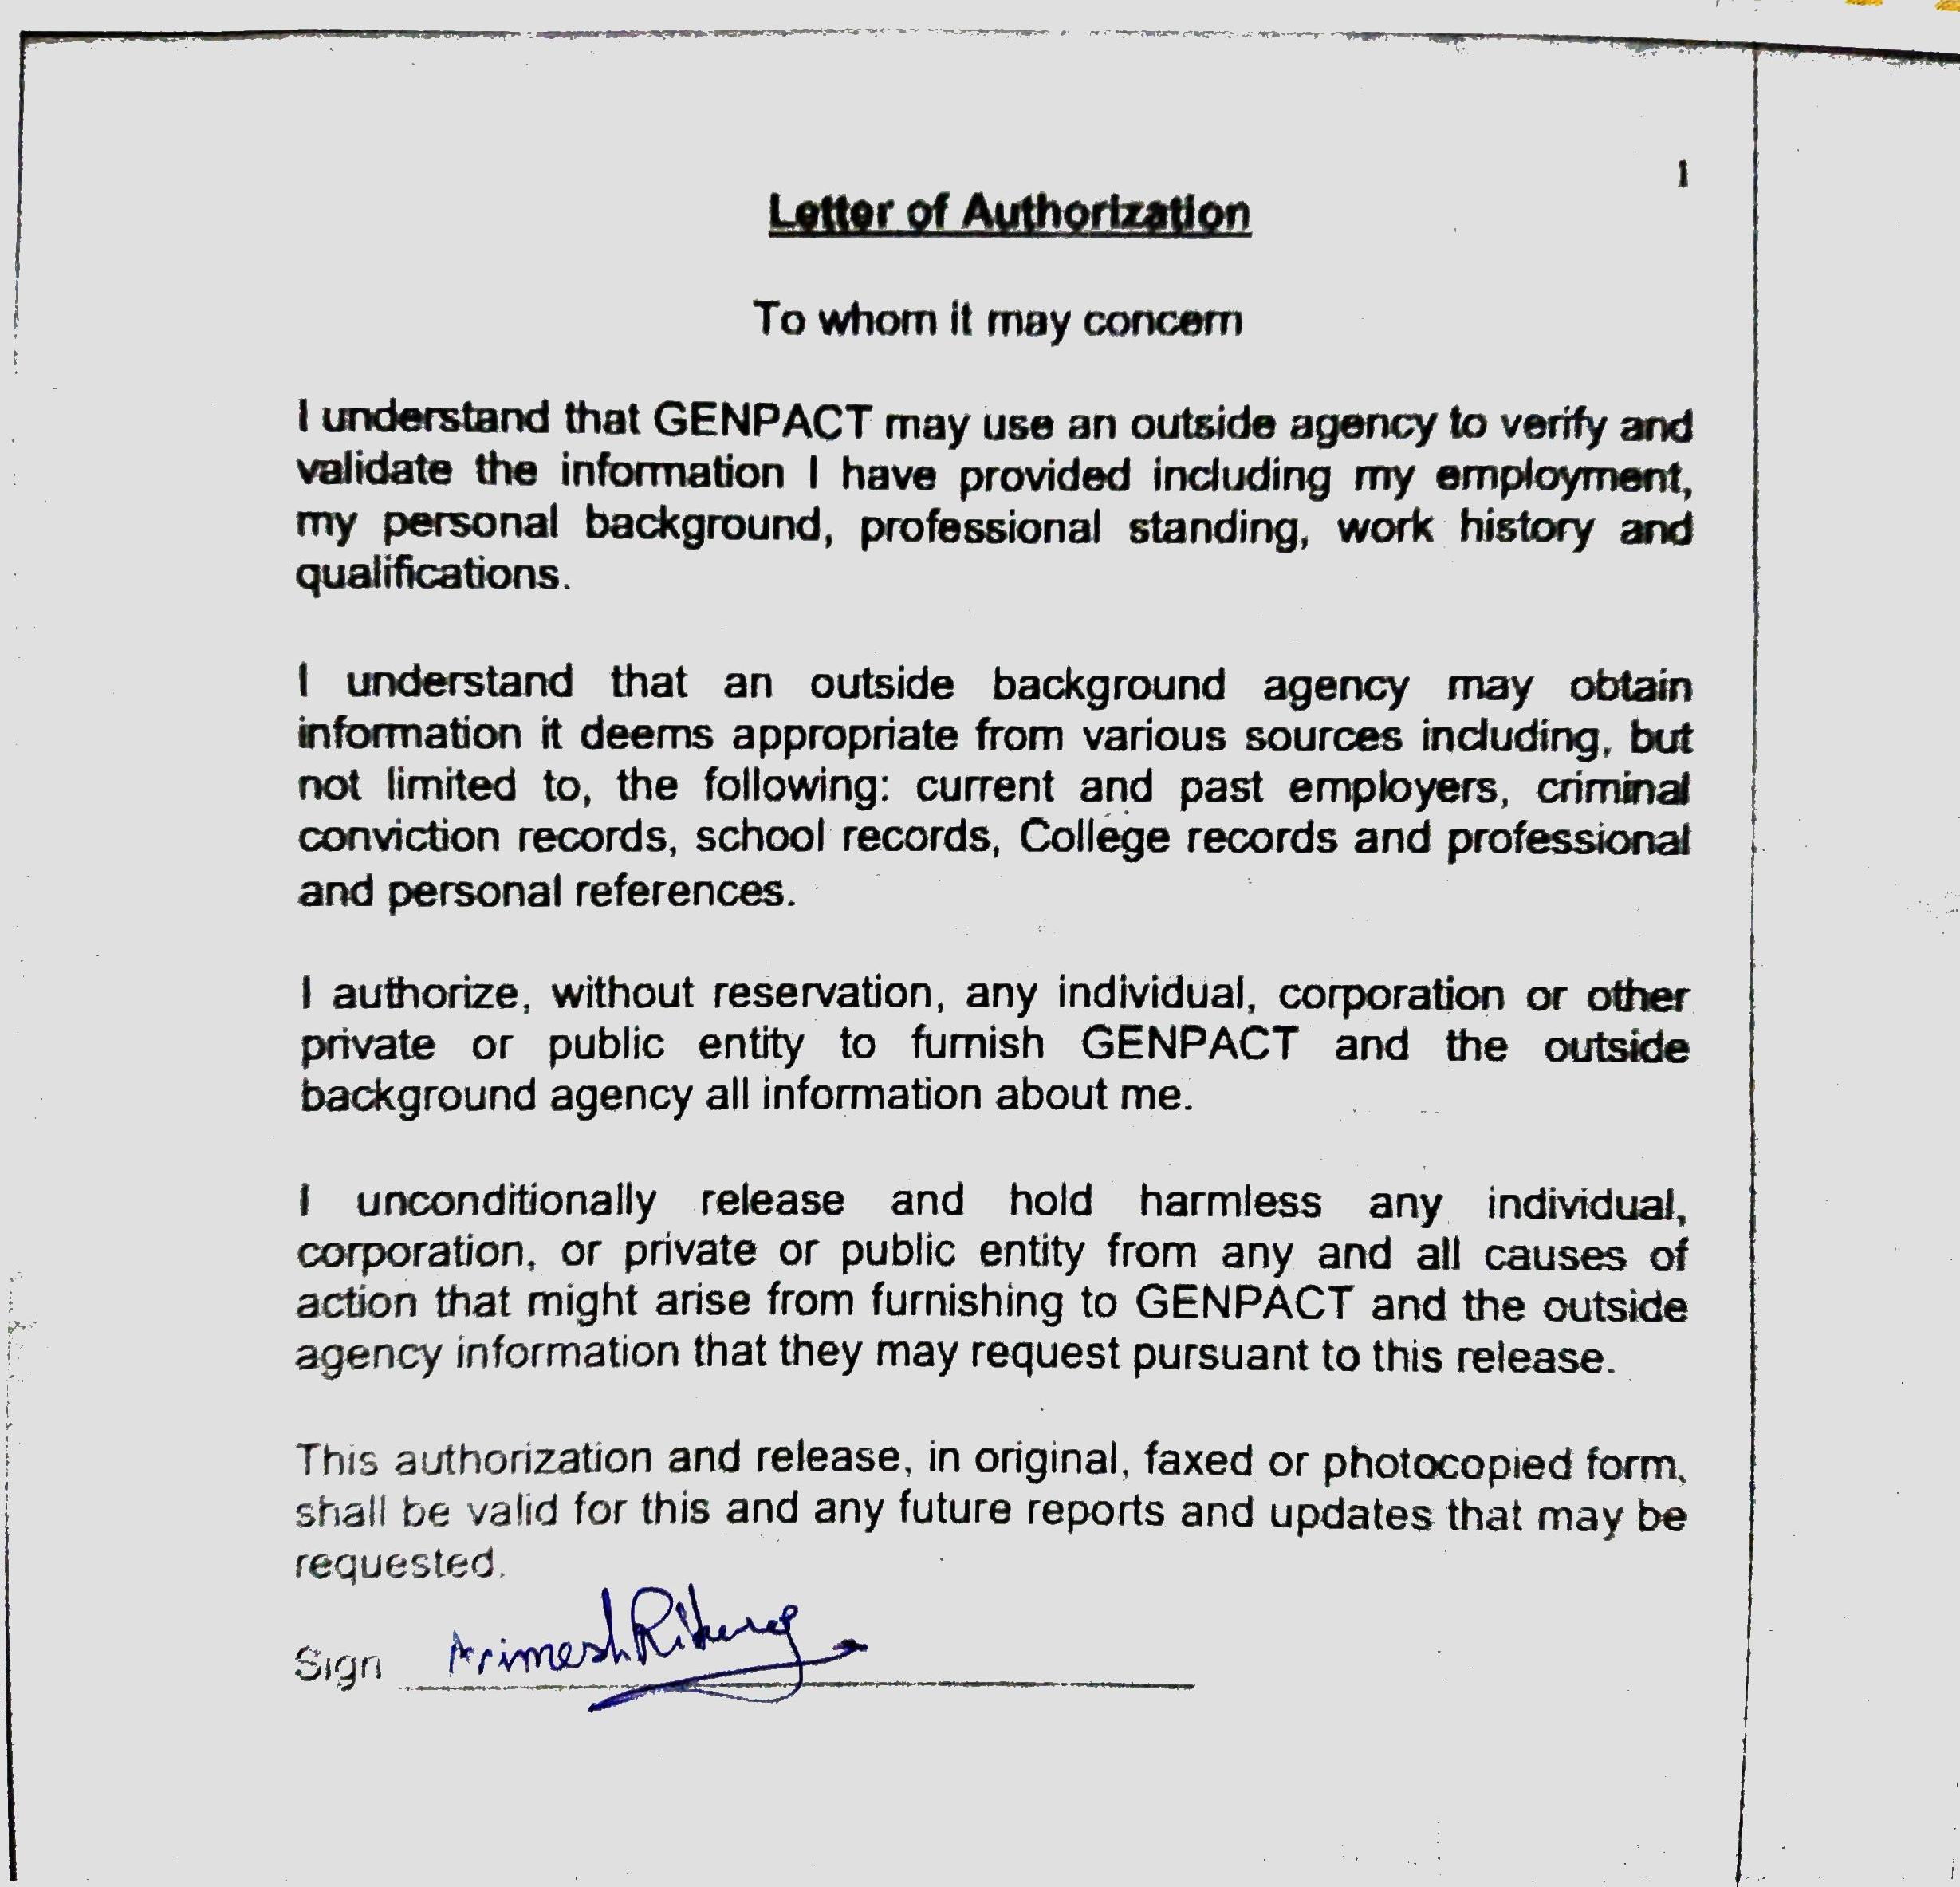 1
Letter of Authorization
To whom it may concern
I understand that GENPACT may use an outside agency to verify and
validate the information I have provided including my employment,
my personal background, professional standing, work history and
qualifications.
I understand that an outside background agency may obtain
information it deems appropriate from various sources including, but
not limited to, the following: current and past employers, criminal
conviction records, school records, College records and professional
and personal references.
I authorize, without reservation, any individual, corporation or other
private or public entity to furnish GENPACT and the outside
background agency all information about me.
I unconditionally release and hold harmless any individual,
corporation, or private or public entity from any and all causes of
action that might arise from furnishing to GENPACT and the outside
agency information that they may request pursuant to this release.
This authorization and release, in original, faxed or photocopied form,
shall be valid for this and any future reports and updates that may be
requested.
Sign